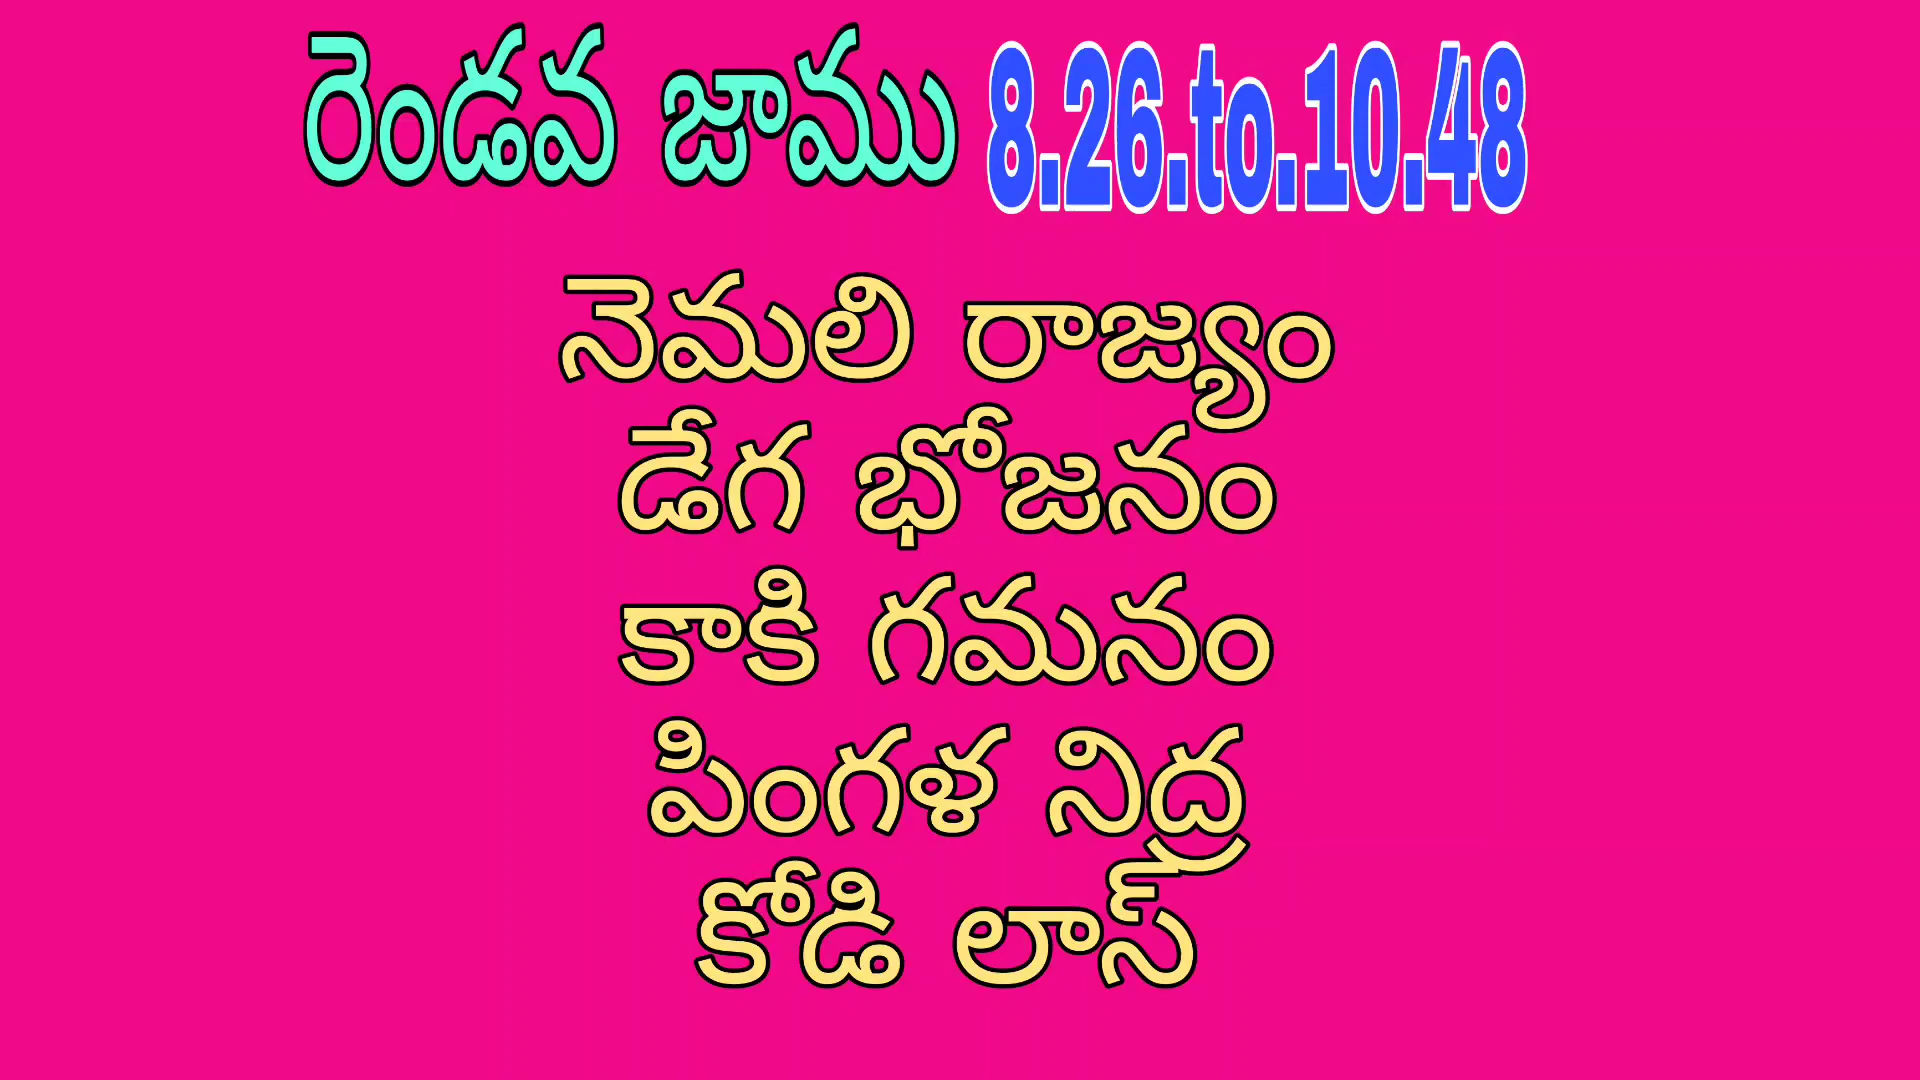 రెండవ జాము 8.26.to.10.48
నెమలి రాజ్యం
డేగ భోజనం
కాకి గమనం
పింగళ నిద్ర
కోడి లాస్